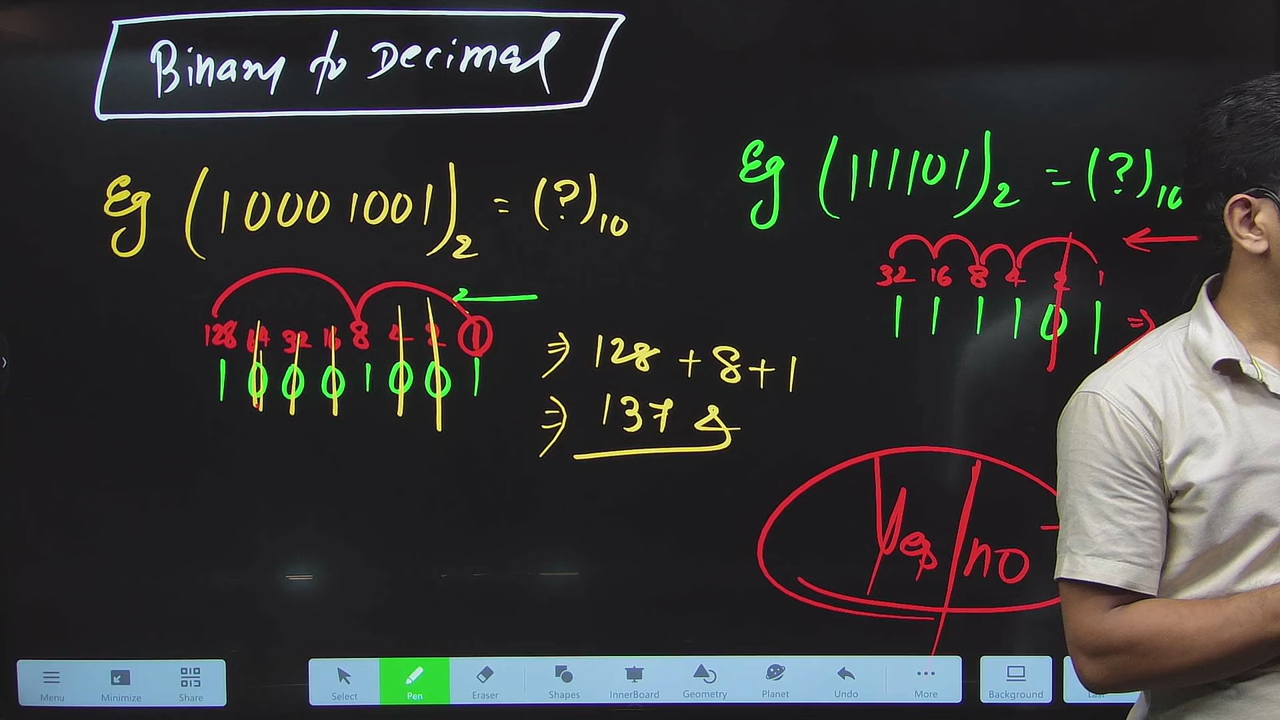 Binary to Decimal
Eg (10001001)₂ = (?)₁₀
128 64 32 16 8 4 2 1
1 0 0 0 1 0 0 1
⇒ 128 + 8 + 1
⇒ 137
Eg (111101)₂ = (?)₁₀
32 16 8 4 2 1
1 1 1 1 0 1 ⇒
Yes/no
Menu Minimize Share
Select Pen Eraser Shapes InnerBoard Geometry Planet Undo More
Background